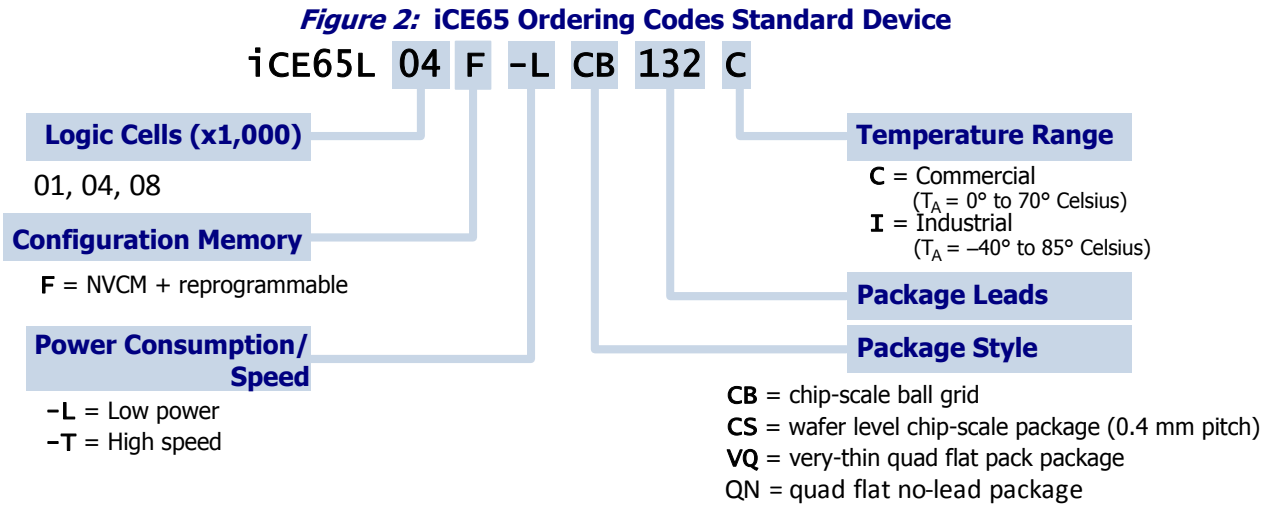 Figure 2: iCE65 Ordering Codes Standard Device
iCE65L 04 F -L CB 132 C
Logic Cells (x1,000)
01, 04, 08
Configuration Memory
F = NVCM + reprogrammable
Power Consumption/
Speed
-L = Low power
-T = High speed
Temperature Range
C = Commercial
(TA = 0° to 70° Celsius)
I = Industrial
(TA = –40° to 85° Celsius)
Package Leads
Package Style
CB = chip-scale ball grid
CS = wafer level chip-scale package (0.4 mm pitch)
VQ = very-thin quad flat pack package
QN = quad flat no-lead package